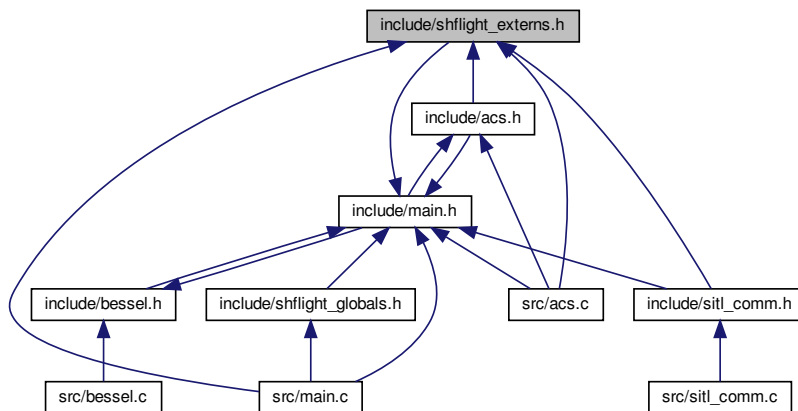 include/shflight_externs.h
include/acs.h
include/main.h
include/bessel.h
include/shflight_globals.h
src/acs.c
include/sitl_comm.h
src/bessel.c
src/main.c
src/sitl_comm.c